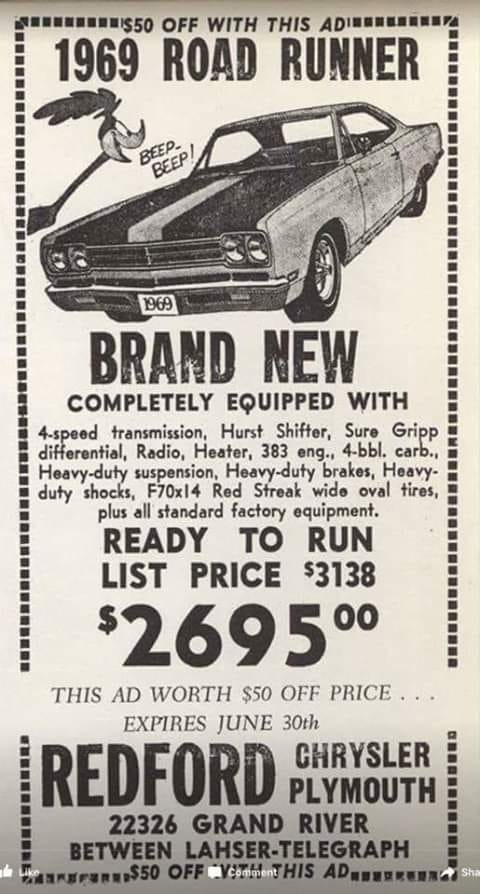 $50 OFF WITH THIS AD
1969 ROAD RUNNER
BEEP-
BEEP!
1969
BRAND NEW
COMPLETELY EQUIPPED WITH
4-speed transmission, Hurst Shifter, Sure Gripp
differential, Radio, Heater, 383 eng., 4-bbl. carb.,
Heavy-duty suspension, Heavy-duty brakes, Heavy-
duty shocks, F70x14 Red Streak wide oval tires,
plus all standard factory equipment.
READY TO RUN
LIST PRICE $3138
$269500
THIS AD WORTH $50 OFF PRICE . . .
EXPIRES JUNE 30th
REDFORD CHRYSLER
PLYMOUTH
22326 GRAND RIVER
BETWEEN LAHSER-TELEGRAPH
$50 OFF WITH THIS AD
Like Comment Sha